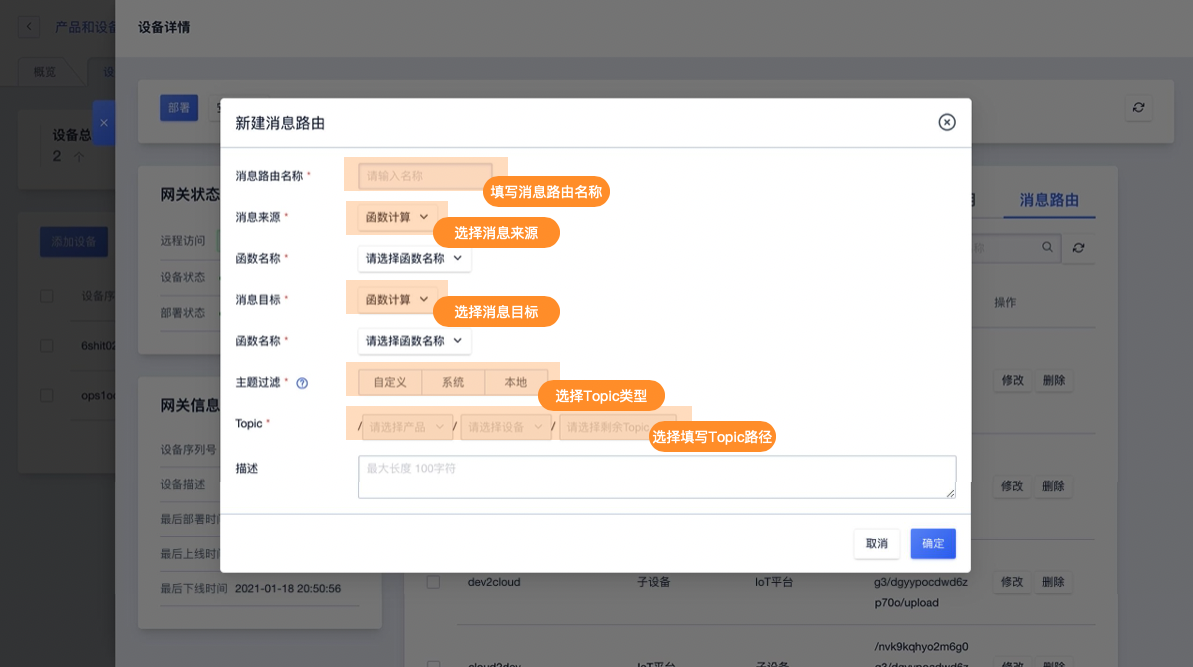 产品和设备
设备详情
概览
部署
设备总
2
添加设备
设备序
6shit02
网关状态
远程访问
设备状态
部署状态
网关信息
设备序列号
设备描述
最后部署时间
最后上线时间
最后下线时间 2021-01-18 20:50:56
新建消息路由
消息路由名称 * 请输入名称
填写消息路由名称
消息来源 * 函数计算
选择消息来源
函数名称 * 请选择函数名称
消息目标 * 函数计算
选择消息目标
函数名称 * 请选择函数名称
主题过滤 * 自定义 系统 本地
选择Topic类型
Topic * / 请选择产品 / 请选择设备 / 请选择剩余Topic
选择填写Topic路径
描述 最大长度 100字符
取消 确定
消息路由
操作
修改 删除
修改 删除
dev2cloud 子设备 IoT平台 g3/dgyypocdwd6z
p70o/upload
修改 删除
/nvk9kqhyo2m6g0
cloud2dev IoT平台 子设备 g3/dgyypocdwd6z 修改 删除